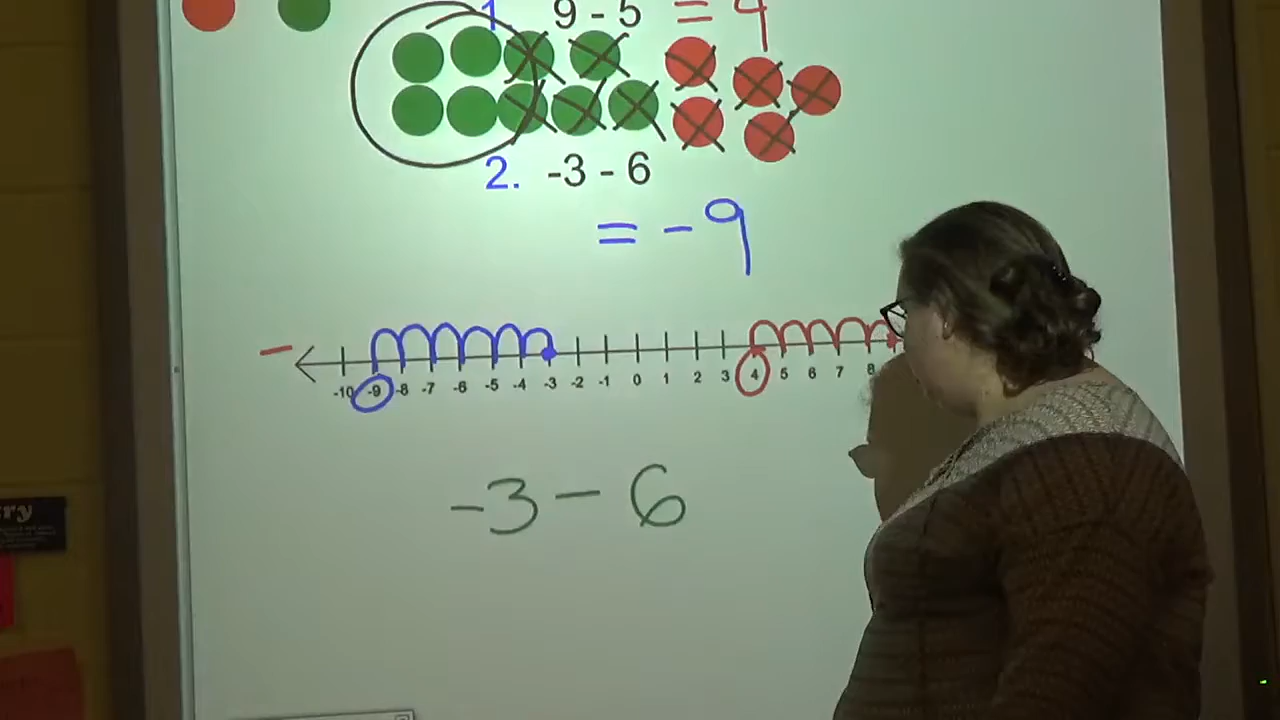 1. 9 - 5 = 4
2. -3 - 6
= -9
-
-10 -9 -8 -7 -6 -5 -4 -3 -2 -1 0 1 2 3 4 5 6 7 8
-3 - 6
ry